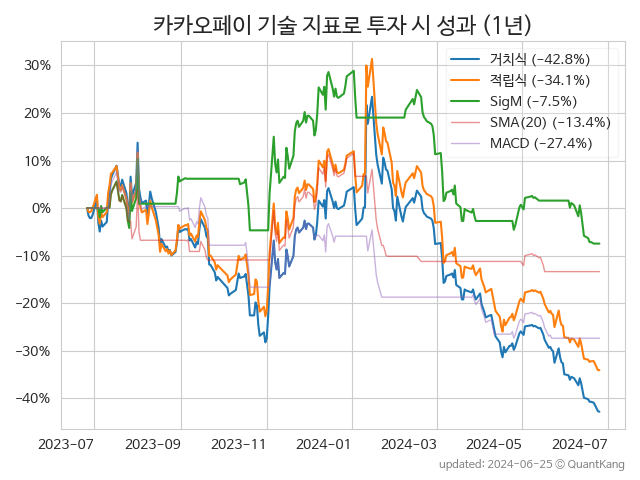 카카오페이 기술 지표로 투자 시 성과 (1년)
거치식 (−42.8%)
적립식 (−34.1%)
SigM (−7.5%)
SMA(20) (−13.4%)
MACD (−27.4%)
30%
20%
10%
0%
−10%
−20%
−30%
−40%
2023-07 2023-09 2023-11 2024-01 2024-03 2024-05 2024-07
updated: 2024-06-25 ⓒ QuantKang